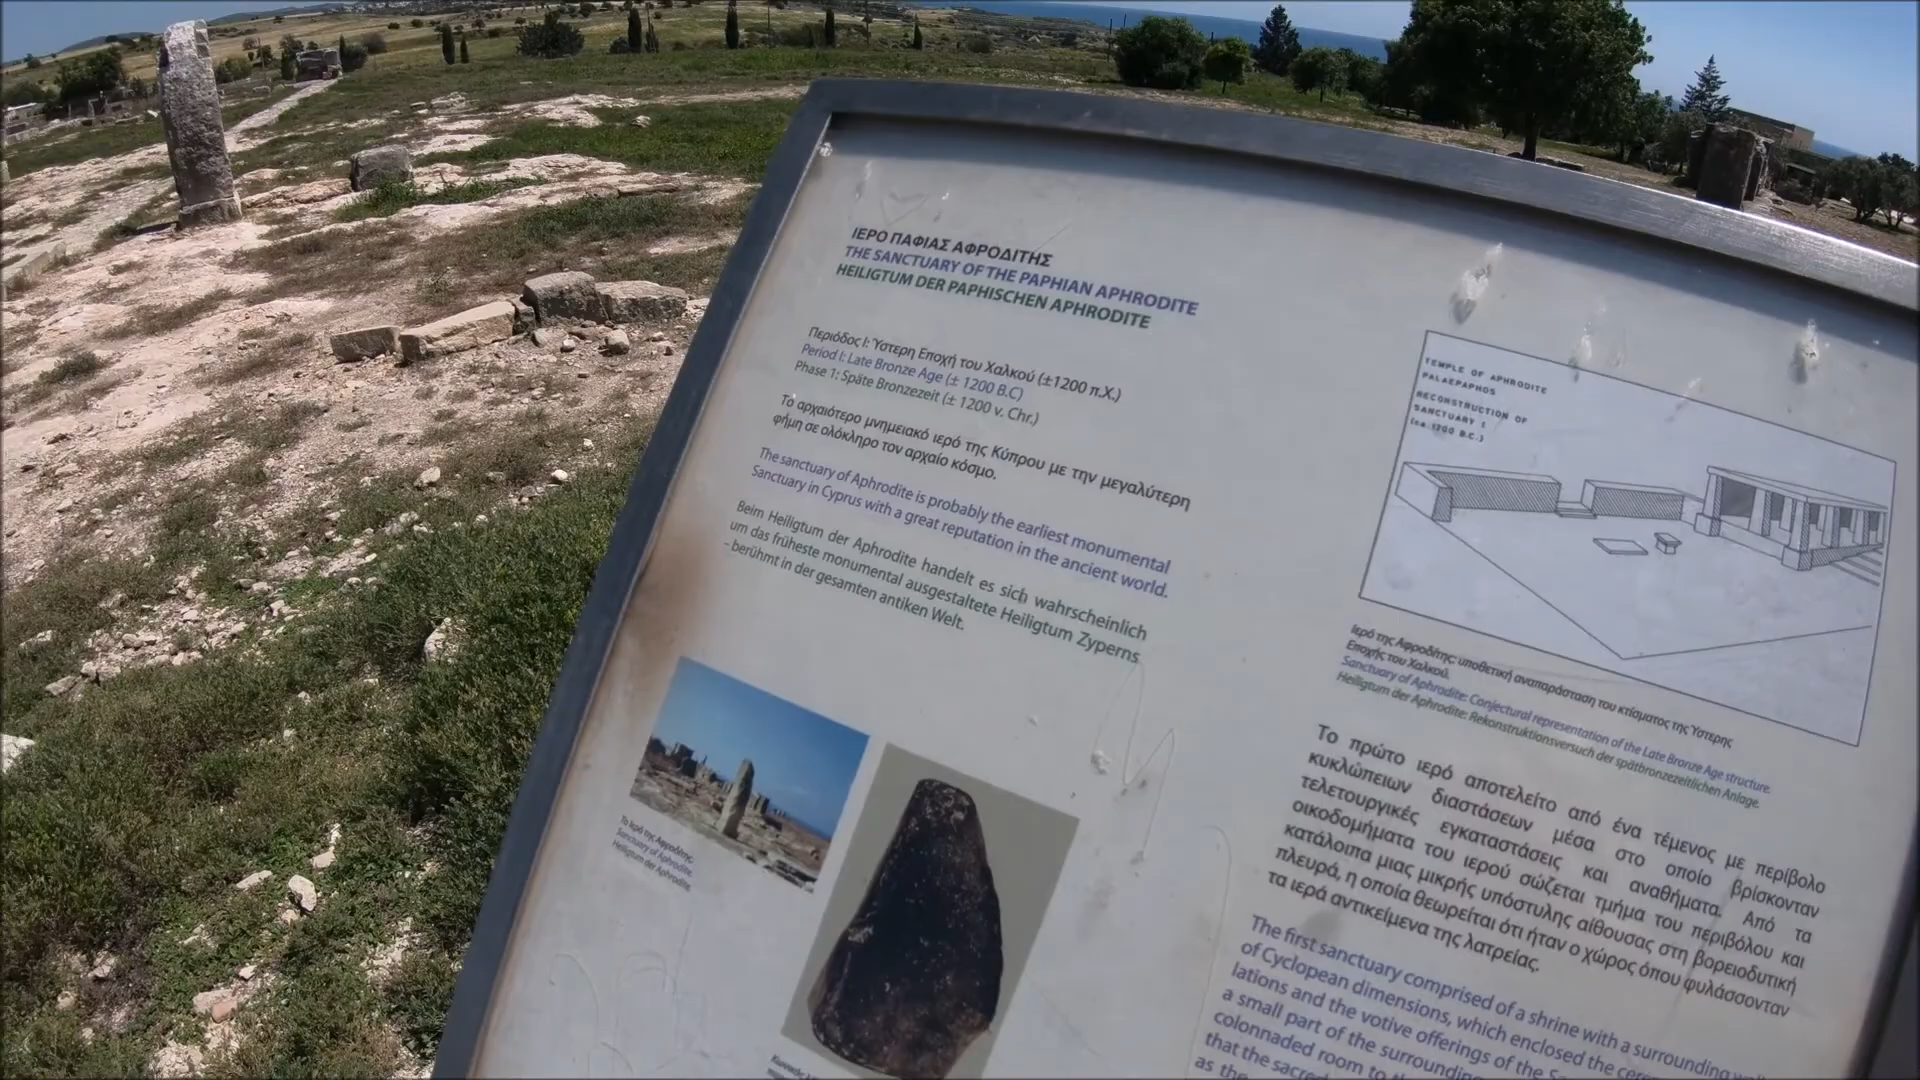 ΙΕΡΟ ΠΑΦΙΑΣ ΑΦΡΟΔΙΤΗΣ
THE SANCTUARY OF THE PAPHIAN APHRODITE
HEILIGTUM DER PAPHISCHEN APHRODITE
Περιόδος Ι: Ύστερη Εποχή του Χαλκού (±1200 π.Χ.)
Period I: Late Bronze Age (± 1200 B.C)
Phase 1: Späte Bronzezeit (± 1200 v. Chr.)
Το αρχαιότερο μνημειακό ιερό της Κύπρου με την μεγαλύτερη
φήμη σε ολόκληρο τον αρχαίο κόσμο.
The sanctuary of Aphrodite is probably the earliest monumental
Sanctuary in Cyprus with a great reputation in the ancient world.
Beim Heiligtum der Aphrodite handelt es sich wahrscheinlich
um das früheste monumental ausgestaltete Heiligtum Zyperns
– berühmt in der gesamten antiken Welt.
Το Ιερό της Αφροδίτης.
Sanctuary of Aphrodite.
Heiligtum der Aphrodite.
TEMPLE OF APHRODITE
PALAEPAPHOS
RECONSTRUCTION OF
SANCTUARY I
(ca. 1200 B.C.)
Ιερό της Αφροδίτης: υποθετική αναπαράσταση του κτίσματος της Ύστερης
Εποχής του Χαλκού.
Sanctuary of Aphrodite: Conjectural representation of the Late Bronze Age structure.
Heiligtum der Aphrodite: Rekonstruktionsversuch der spätbronzezeitlichen Anlage.
Το πρώτο ιερό αποτελείτο από ένα τέμενος με περίβολο
κυκλώπειων διαστάσεων μέσα στο οποίο βρίσκονταν
τελετουργικές εγκαταστάσεις και αναθήματα. Από τα
οικοδομήματα του ιερού σώζεται τμήμα του περιβόλου και
κατάλοιπα μιας μικρής υπόστυλης αίθουσας στη βορειοδυτική
πλευρά, η οποία θεωρείται ότι ήταν ο χώρος όπου φυλάσσονταν
τα ιερά αντικείμενα της λατρείας.
The first sanctuary comprised of a shrine with a surrounding wall
of Cyclopean dimensions, which enclosed the
lations and the votive offerings of the
a small part of the surrounding
colonnaded room to
that the sacred
as the